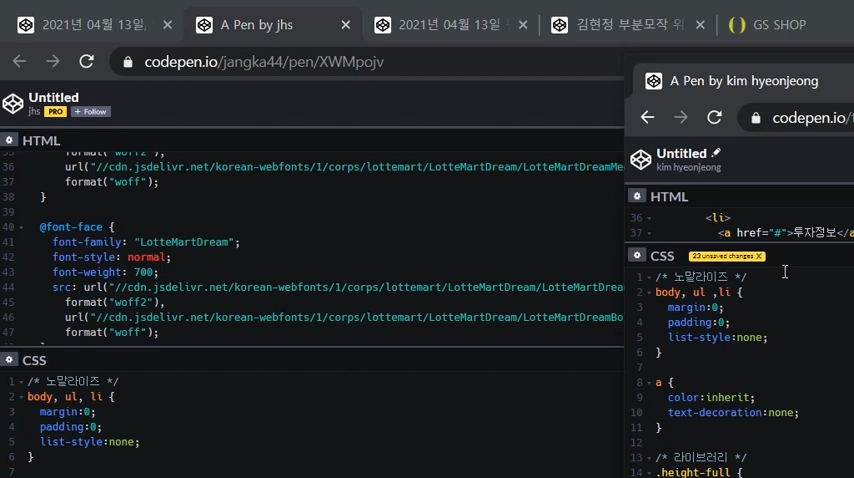 2021년 04월 13일,
A Pen by jhs
2021년 04월 13일
김현정 부분모작 위
GS SHOP
codepen.io/jangka44/pen/XWMpojv
Untitled
jhs PRO + Follow
HTML
35 format("woff2"),
36 url("//cdn.jsdelivr.net/korean-webfonts/1/corps/lottemart/LotteMartDream/LotteMartDreamMe
37 format("woff");
38 }
39
40 @font-face {
41 font-family: "LotteMartDream";
42 font-style: normal;
43 font-weight: 700;
44 src: url("//cdn.jsdelivr.net/korean-webfonts/1/corps/lottemart/LotteMartDream/LotteMartDrea
45 format("woff2"),
46 url("//cdn.jsdelivr.net/korean-webfonts/1/corps/lottemart/LotteMartDream/LotteMartDreamBo
47 format("woff");
CSS
1 /* 노말라이즈 */
2 body, ul, li {
3 margin:0;
4 padding:0;
5 list-style:none;
6 }
7
A Pen by kim hyeonjeong
codepen.io/
Untitled
kim hyeonjeong
HTML
36 <li>
37 <a href="#">투자정보</a
CSS 23 unsaved changes X
1 /* 노말라이즈 */
2 body, ul ,li {
3 margin:0;
4 padding:0;
5 list-style:none;
6 }
7
8 a {
9 color:inherit;
10 text-decoration:none;
11 }
12
13 /* 라이브러리 */
14 .height-full {